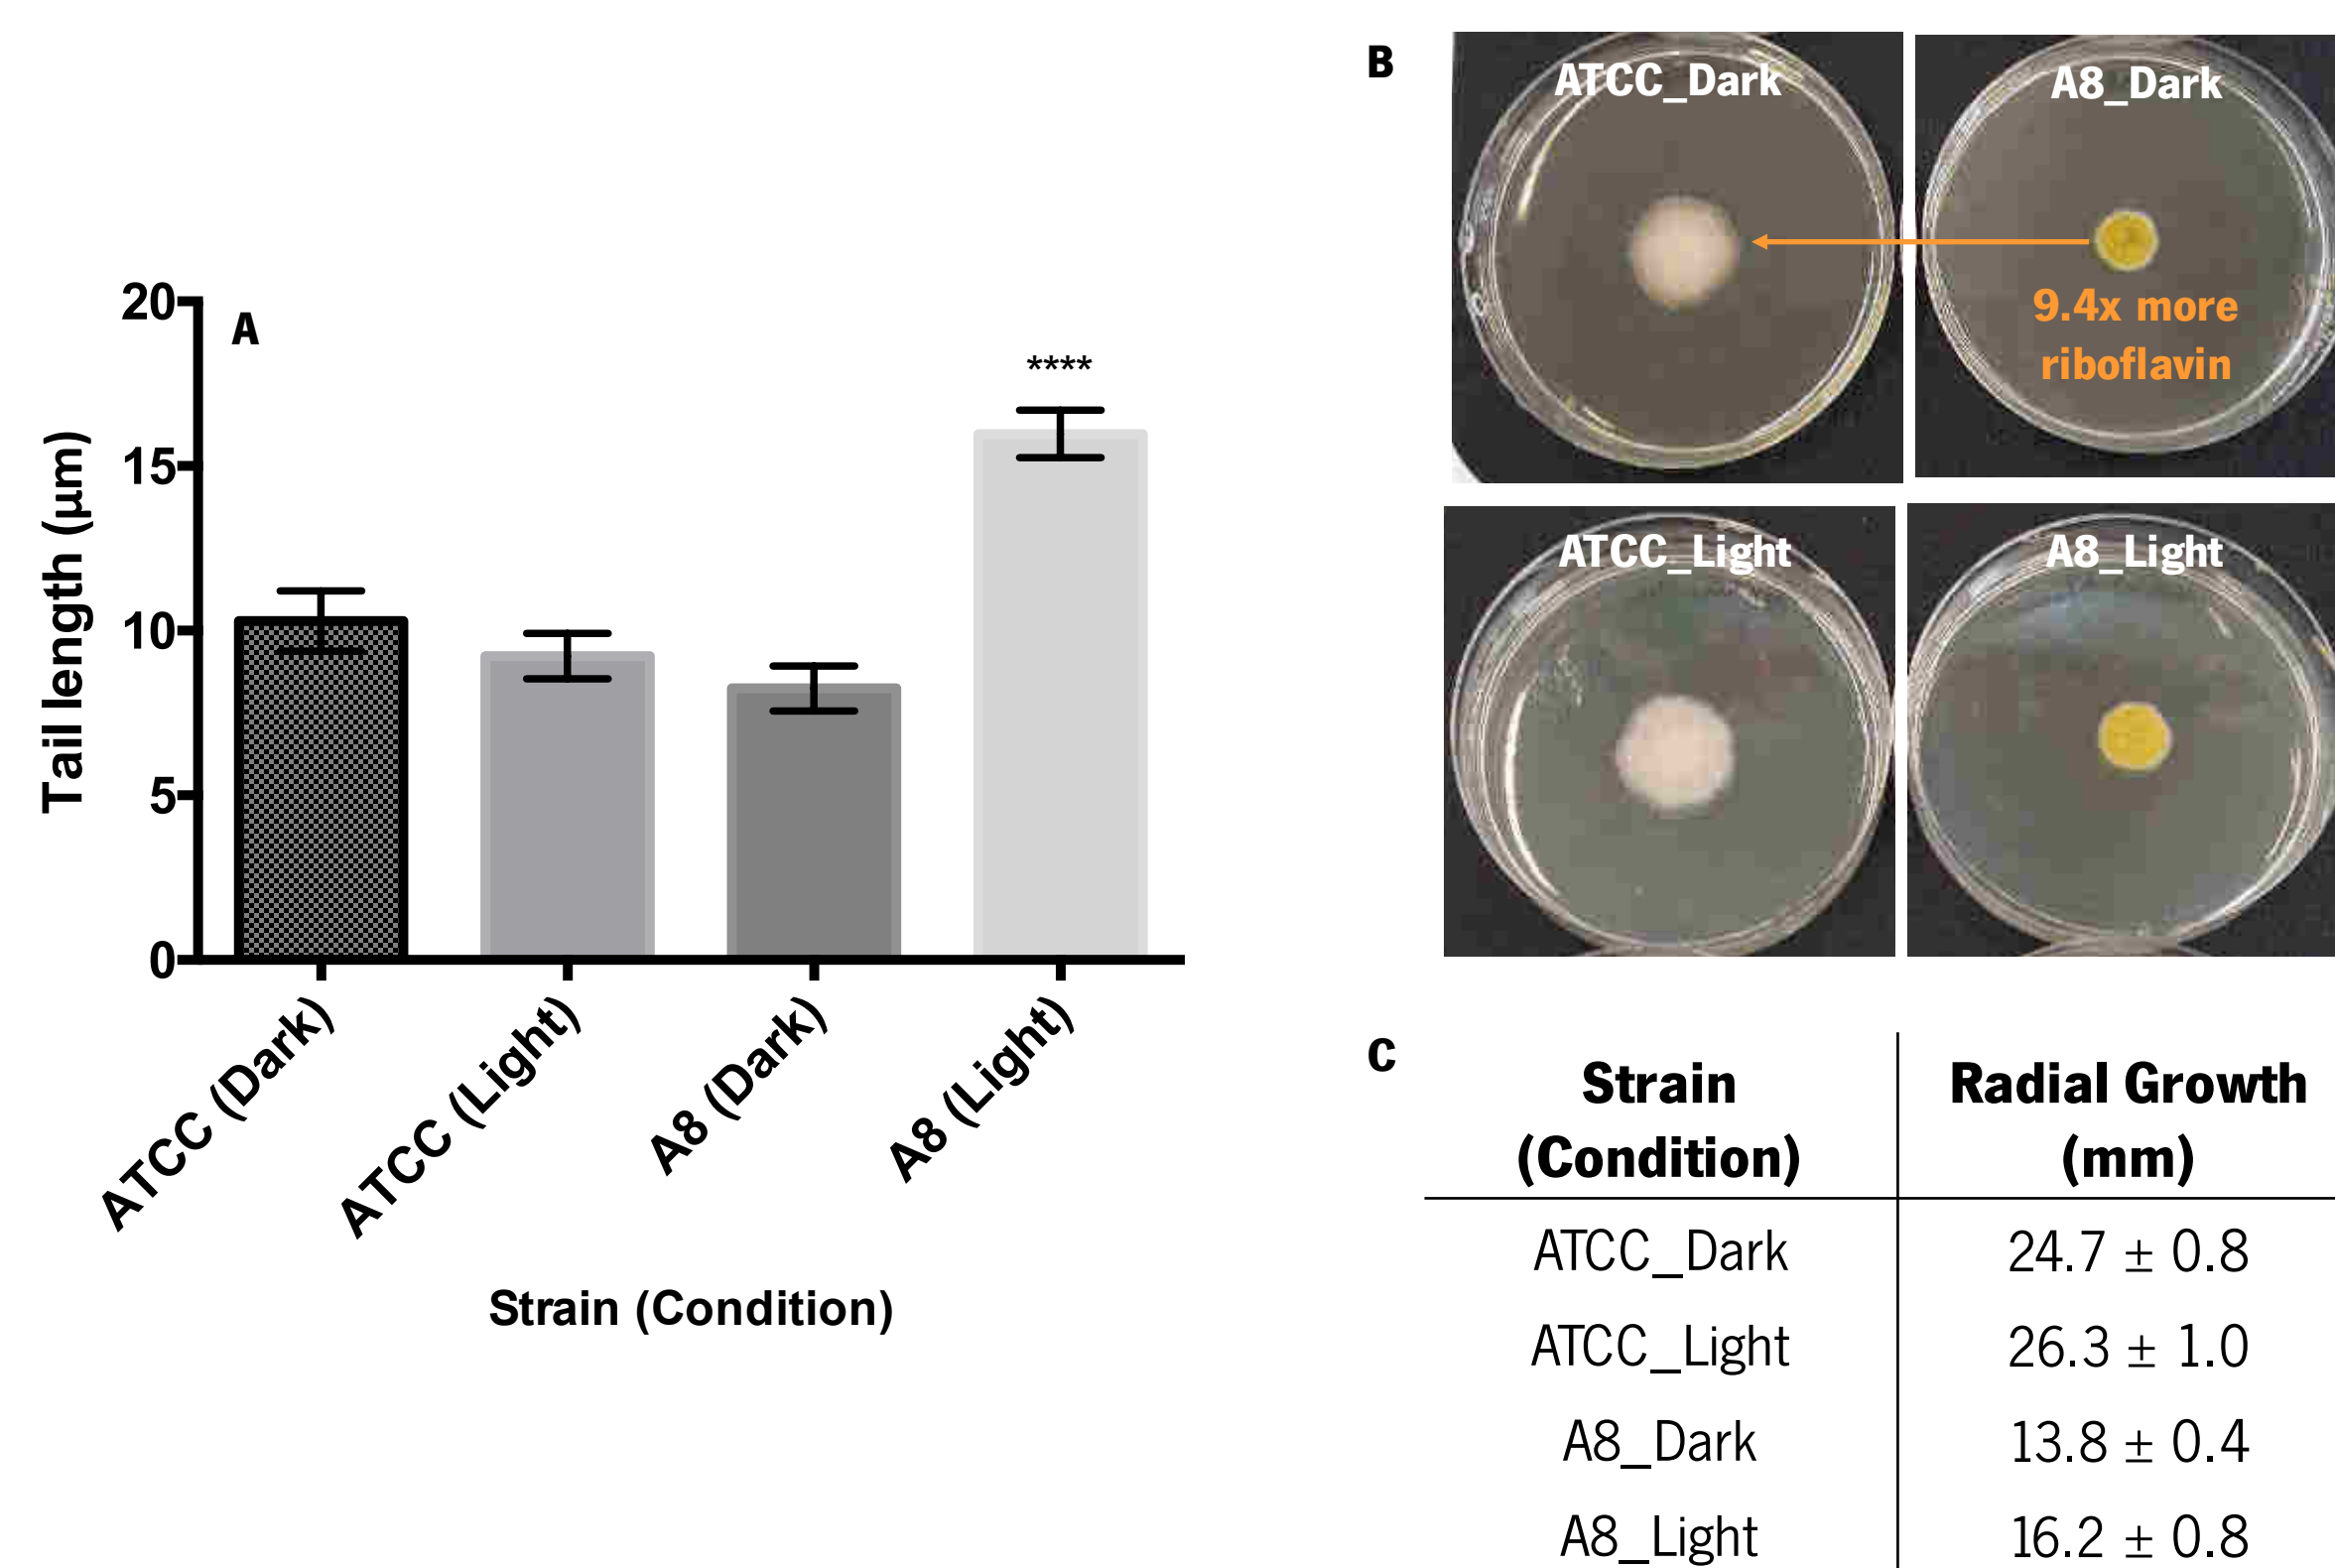 A
20
15
10
5
0
Tail length (µm)
****
ATCC (Dark)
ATCC (Light)
A8 (Dark)
A8 (Light)
Strain (Condition)
B
ATCC_Dark
A8_Dark
9.4x more
riboflavin
ATCC_Light
A8_Light
C
Strain
(Condition)
Radial Growth
(mm)
ATCC_Dark 24.7 ± 0.8
ATCC_Light 26.3 ± 1.0
A8_Dark 13.8 ± 0.4
A8_Light 16.2 ± 0.8